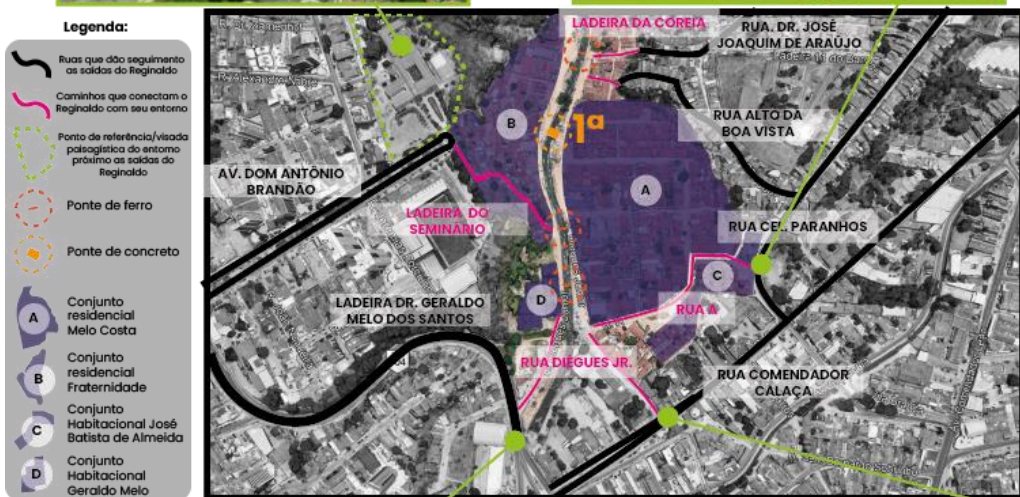 Legenda:
Ruas que dão seguimento
as saídas do Reginaldo
Caminhos que conectam o
Reginaldo com seu entorno
Ponto de referência/visada
paisagística do entorno
próximo as saídas do
Reginaldo
Ponte de ferro
Ponte de concreto
A
Conjunto
residencial
Melo Costa
B
Conjunto
residencial
Fraternidade
C
Conjunto
Habitacional José
Batista de Almeida
D
Conjunto
Habitacional
Geraldo Melo
LADEIRA DA COREIA
RUA. DR. JOSÉ
JOAQUIM DE ARAÚJO
B
1ª
RUA ALTO DA
BOA VISTA
AV. DOM ANTÔNIO
BRANDÃO
A
LADEIRA DO
SEMINÁRIO
RUA CEL. PARANHOS
C
D
LADEIRA DR. GERALDO
MELO DOS SANTOS
RUA A
RUA DIEGUES JR.
RUA COMENDADOR
CALAÇA